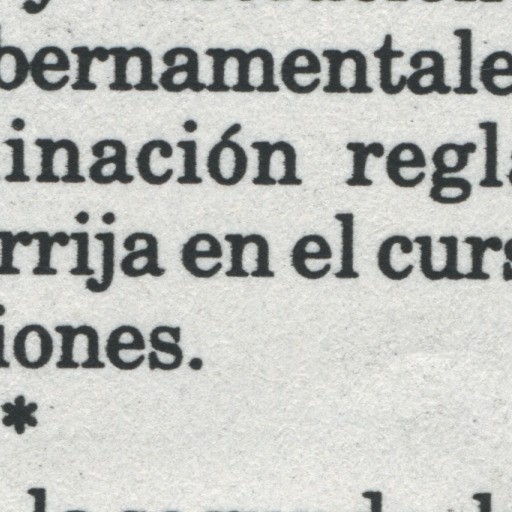 bernamentale
inación regl
rrija en el curs
iones.
*